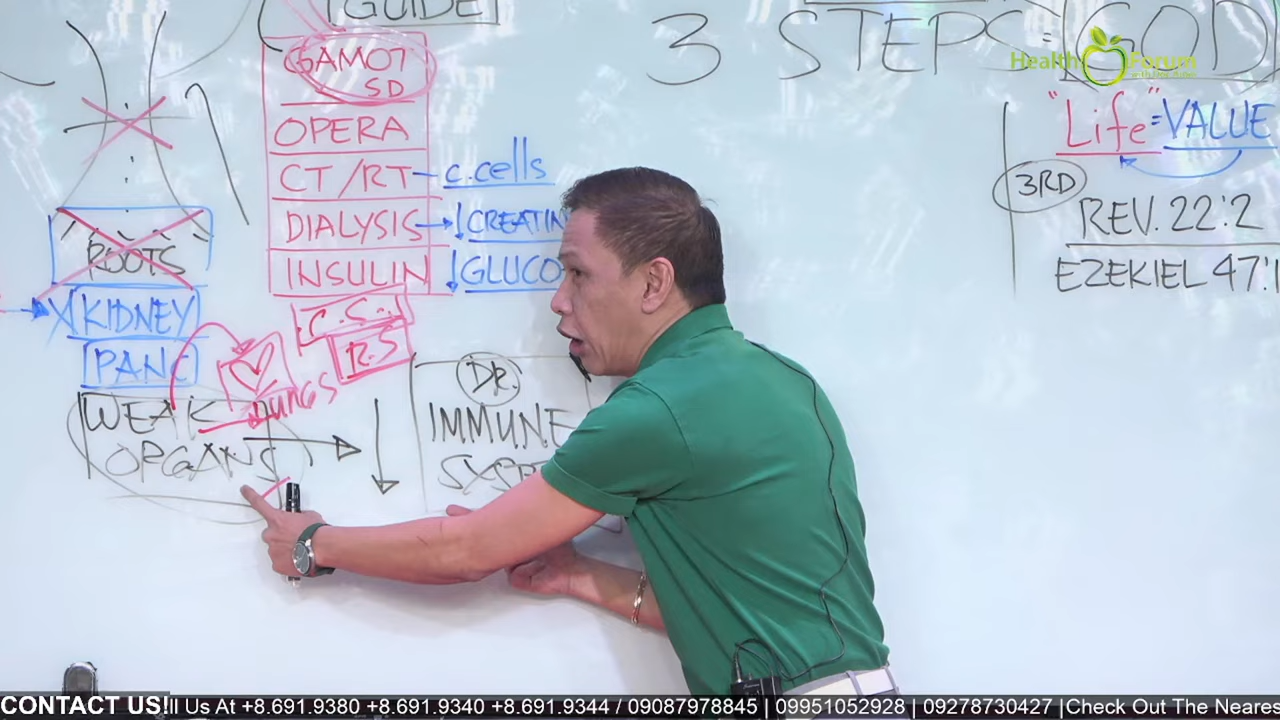 (GUIDE)
3 STEPS = GOD
Health Forum
"Life" = VALUE
3RD
REV. 22:2
EZEKIEL 47:1
GAMOT
SD
OPERA
CT/RT - c.cells
DIALYSIS → ↓ CREATIN
INSULIN ↓ GLUCO
C.S.
R.S
ROOTS
X KIDNEY
PANC
WEAK
ORGANS
Lungs
DR.
IMMUNE
SYSTE
CONTACT US! ll Us At +8.691.9380 +8.691.9340 +8.691.9344 / 09087978845 | 09951052928 | 09278730427 |Check Out The Neares